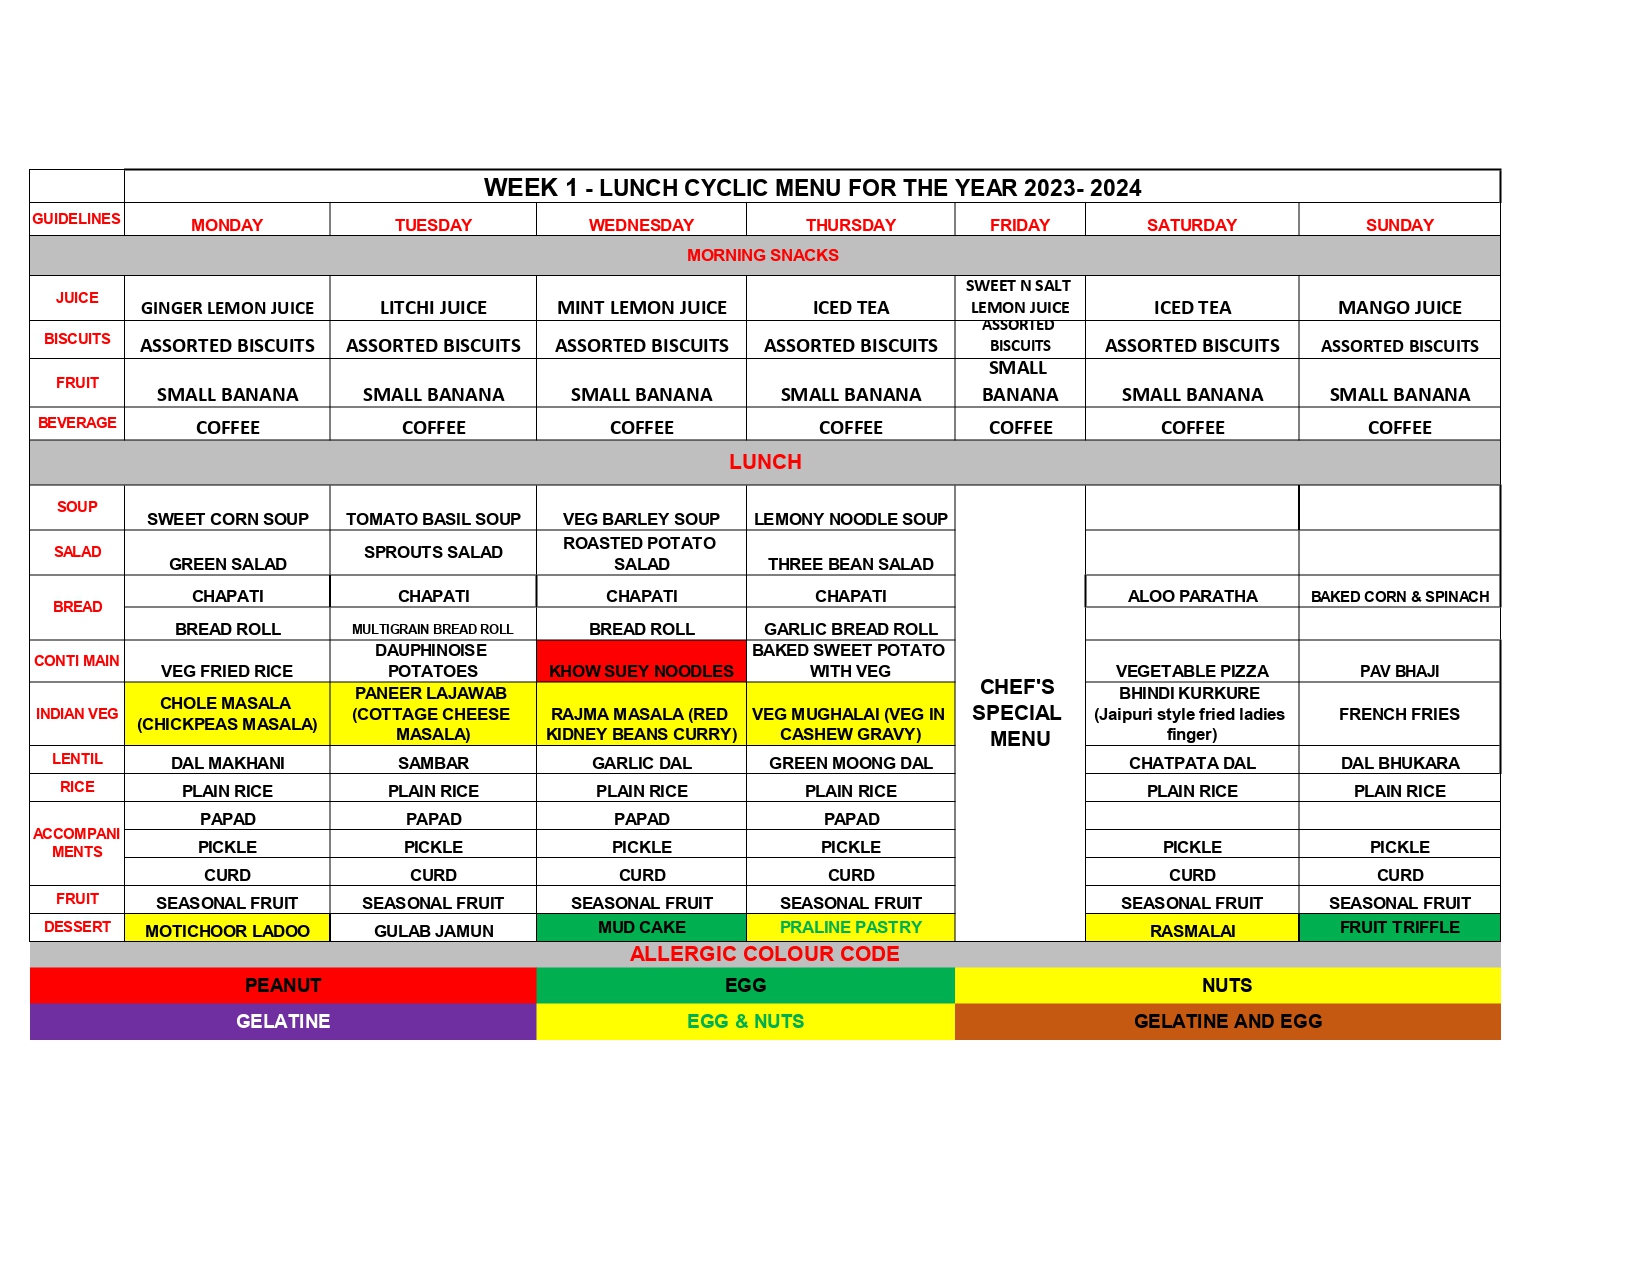 WEEK 1 - LUNCH CYCLIC MENU FOR THE YEAR 2023- 2024
GUIDELINES MONDAY TUESDAY WEDNESDAY THURSDAY FRIDAY SATURDAY SUNDAY
MORNING SNACKS
JUICE GINGER LEMON JUICE LITCHI JUICE MINT LEMON JUICE ICED TEA SWEET N SALT LEMON JUICE ICED TEA MANGO JUICE
BISCUITS ASSORTED BISCUITS ASSORTED BISCUITS ASSORTED BISCUITS ASSORTED BISCUITS ASSORTED BISCUITS ASSORTED BISCUITS ASSORTED BISCUITS
FRUIT SMALL BANANA SMALL BANANA SMALL BANANA SMALL BANANA SMALL BANANA SMALL BANANA SMALL BANANA
BEVERAGE COFFEE COFFEE COFFEE COFFEE COFFEE COFFEE COFFEE
LUNCH
SOUP SWEET CORN SOUP TOMATO BASIL SOUP VEG BARLEY SOUP LEMONY NOODLE SOUP
SALAD GREEN SALAD SPROUTS SALAD ROASTED POTATO SALAD THREE BEAN SALAD
BREAD CHAPATI CHAPATI CHAPATI CHAPATI ALOO PARATHA BAKED CORN & SPINACH
BREAD ROLL MULTIGRAIN BREAD ROLL BREAD ROLL GARLIC BREAD ROLL
CONTI MAIN VEG FRIED RICE DAUPHINOISE POTATOES KHOW SUEY NOODLES BAKED SWEET POTATO WITH VEG VEGETABLE PIZZA PAV BHAJI
CHEF'S SPECIAL MENU
INDIAN VEG CHOLE MASALA (CHICKPEAS MASALA) PANEER LAJAWAB (COTTAGE CHEESE MASALA) RAJMA MASALA (RED KIDNEY BEANS CURRY) VEG MUGHALAI (VEG IN CASHEW GRAVY) BHINDI KURKURE (Jaipuri style fried ladies finger) FRENCH FRIES
LENTIL DAL MAKHANI SAMBAR GARLIC DAL GREEN MOONG DAL CHATPATA DAL DAL BHUKARA
RICE PLAIN RICE PLAIN RICE PLAIN RICE PLAIN RICE PLAIN RICE PLAIN RICE
ACCOMPANI MENTS PAPAD PAPAD PAPAD PAPAD
PICKLE PICKLE PICKLE PICKLE PICKLE PICKLE
CURD CURD CURD CURD CURD CURD
FRUIT SEASONAL FRUIT SEASONAL FRUIT SEASONAL FRUIT SEASONAL FRUIT SEASONAL FRUIT SEASONAL FRUIT
DESSERT MOTICHOOR LADOO GULAB JAMUN MUD CAKE PRALINE PASTRY RASMALAI FRUIT TRIFFLE
ALLERGIC COLOUR CODE
PEANUT EGG NUTS
GELATINE EGG & NUTS GELATINE AND EGG